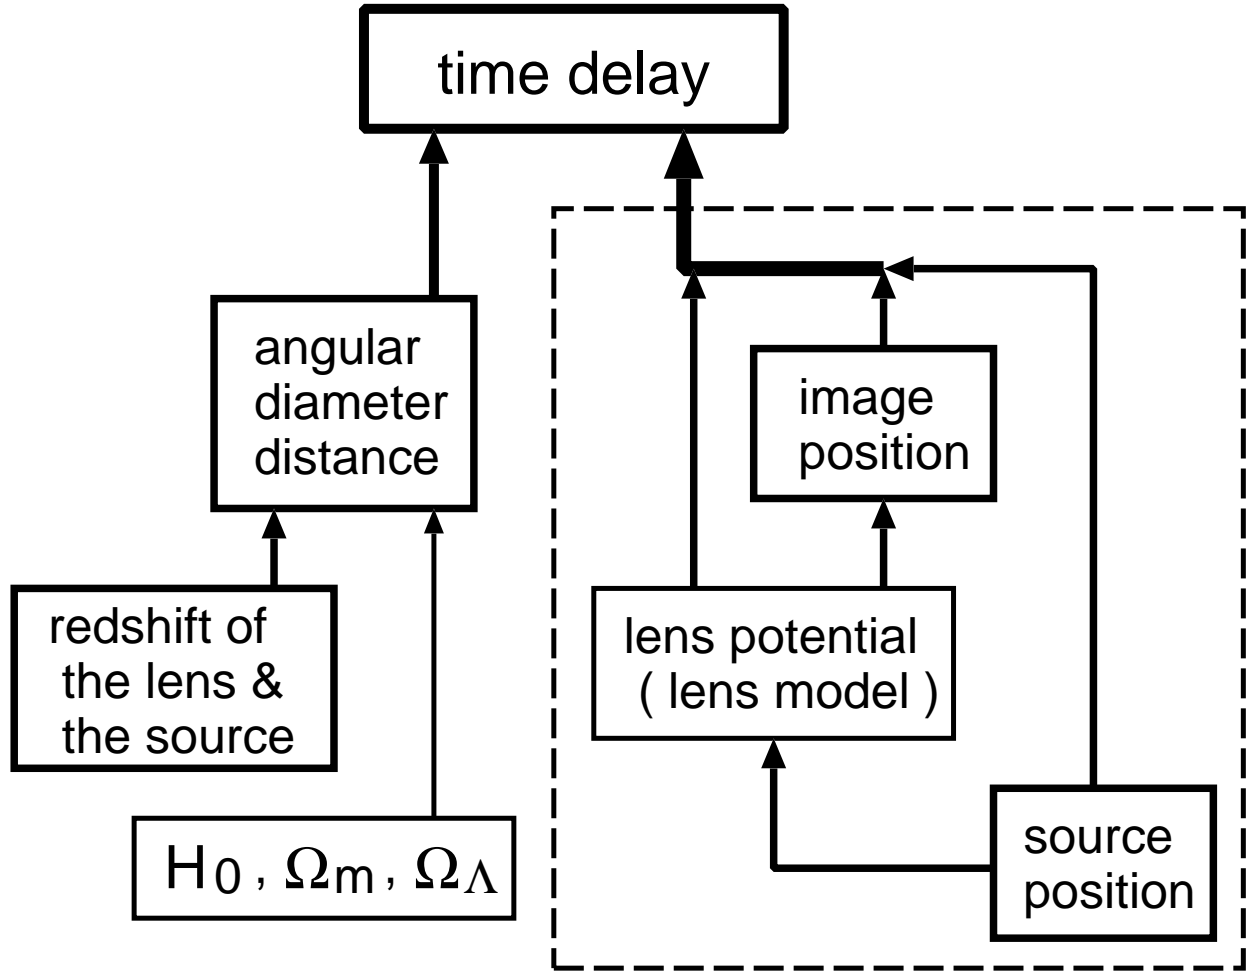 time delay
angular
diameter
distance
image
position
redshift of
the lens &
the source
lens potential
( lens model )
H0 , Ωm , ΩΛ
source
position